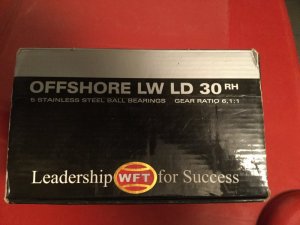 OFFSHORE LW LD 30 RH
5 STAINLESS STEEL BALL BEARINGS GEAR RATIO 6,1:1
Leadership WFT for Success